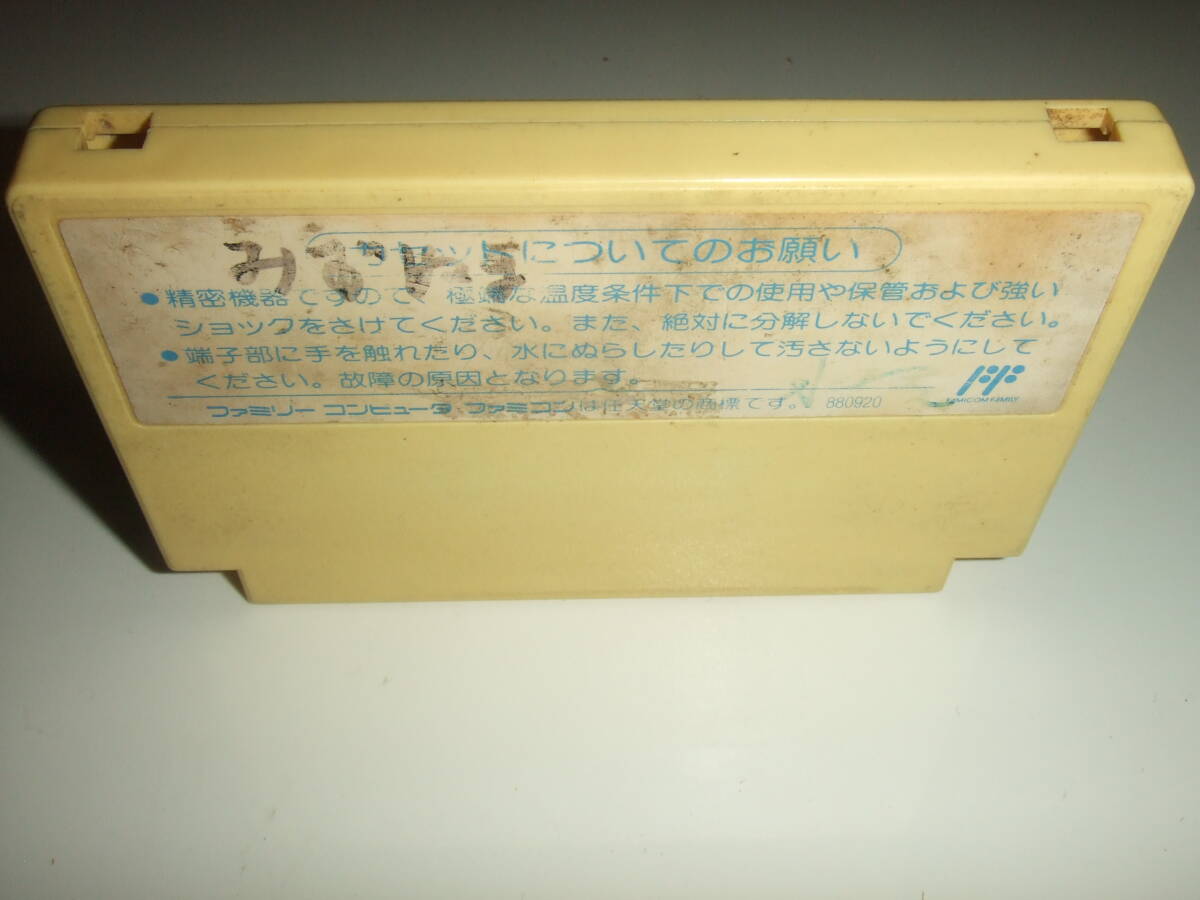 カセットについてのお願い
●精密機器ですので、極端な温度条件下での使用や保管および強い
ショックをさけてください。また、絶対に分解しないでください。
●端子部に手を触れたり、水にぬらしたりして汚さないようにして
ください。故障の原因となります。
ファミリー コンピュータ ファミコンは任天堂の商標です。 880920
FAMICOM FAMILY